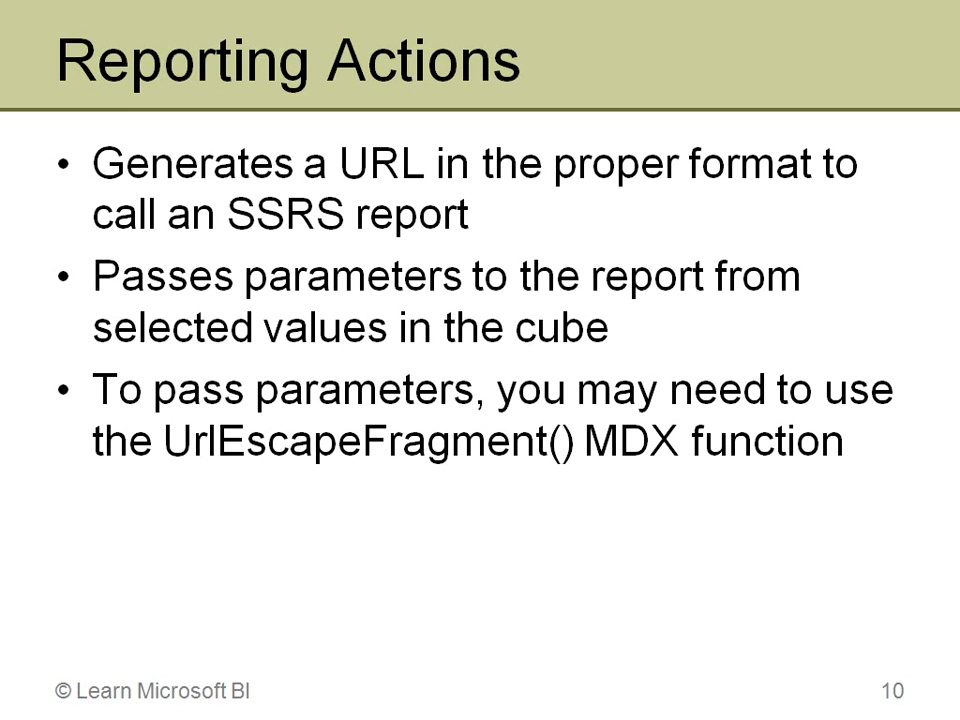 Reporting Actions
• Generates a URL in the proper format to
call an SSRS report
• Passes parameters to the report from
selected values in the cube
• To pass parameters, you may need to use
the UrlEscapeFragment() MDX function
© Learn Microsoft BI
10